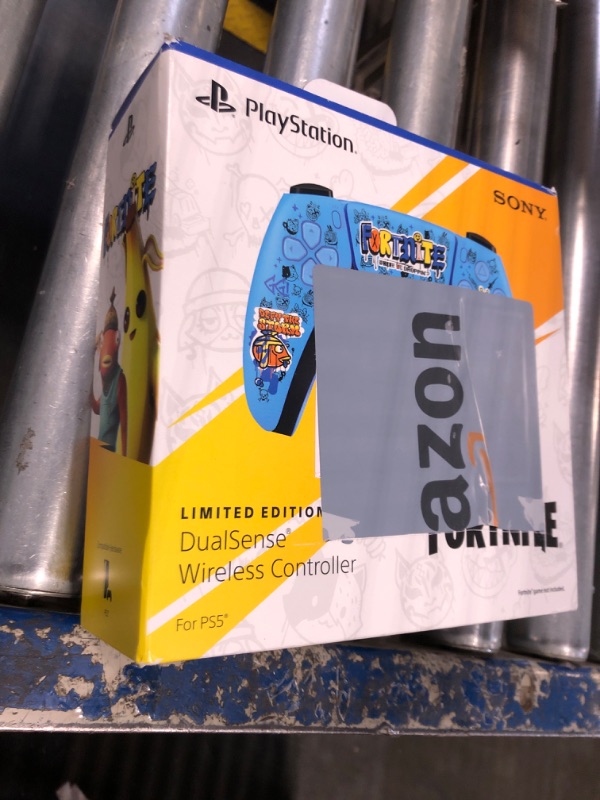 PlayStation®
SONY
FORTNITE
LIMITED EDITION
DualSense®
Wireless Controller
For PS5®
azon
FORTNITE